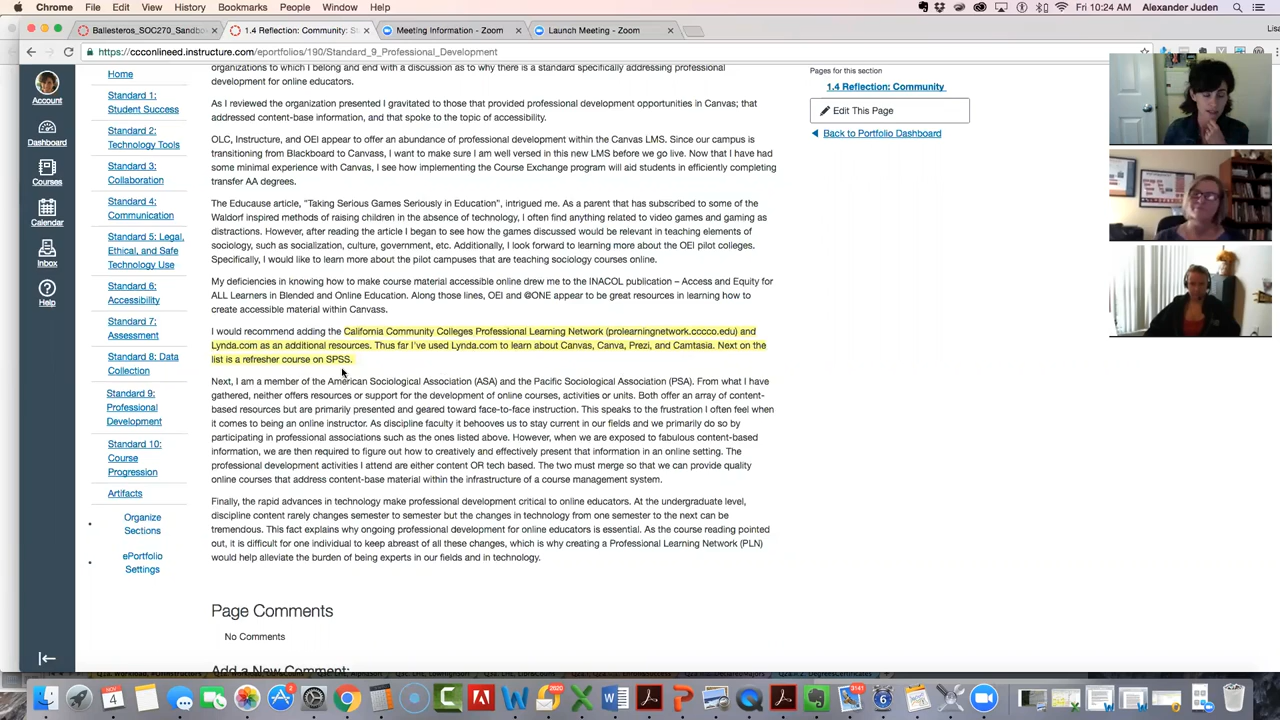 Chrome File Edit View History Bookmarks People Window Help Fri 10:24 AM Alexander Juden
Ballesteros_SOC270_Sandbo 1.4 Reflection: Community: S Meeting Information - Zoom Launch Meeting - Zoom Lisa
https://ccconlineed.instructure.com/eportfolios/190/Standard_9_Professional_Development
Account
Dashboard
Courses
Calendar
Inbox
Help
Home
Standard 1:
Student Success
Standard 2:
Technology Tools
Standard 3:
Collaboration
Standard 4:
Communication
Standard 5: Legal,
Ethical, and Safe
Technology Use
Standard 6:
Accessibility
Standard 7:
Assessment
Standard 8: Data
Collection
Standard 9:
Professional
Development
Standard 10:
Course
Progression
Artifacts
Organize
Sections
ePortfolio
Settings
organizations to which I belong and end with a discussion as to why there is a standard specifically addressing professional
development for online educators.
As I reviewed the organization presented I gravitated to those that provided professional development opportunities in Canvas; that
addressed content-base information, and that spoke to the topic of accessibility.
OLC, Instructure, and OEI appear to offer an abundance of professional development within the Canvas LMS. Since our campus is
transitioning from Blackboard to Canvass, I want to make sure I am well versed in this new LMS before we go live. Now that I have had
some minimal experience with Canvas, I see how implementing the Course Exchange program will aid students in efficiently completing
transfer AA degrees.
The Educause article, "Taking Serious Games Seriously in Education", intrigued me. As a parent that has subscribed to some of the
Waldorf inspired methods of raising children in the absence of technology, I often find anything related to video games and gaming as
distractions. However, after reading the article I began to see how the games discussed would be relevant in teaching elements of
sociology, such as socialization, culture, government, etc. Additionally, I look forward to learning more about the OEI pilot colleges.
Specifically, I would like to learn more about the pilot campuses that are teaching sociology courses online.
My deficiencies in knowing how to make course material accessible online drew me to the INACOL publication – Access and Equity for
ALL Learners in Blended and Online Education. Along those lines, OEI and @ONE appear to be great resources in learning how to
create accessible material within Canvass.
I would recommend adding the California Community Colleges Professional Learning Network (prolearningnetwork.cccco.edu) and
Lynda.com as an additional resources. Thus far I've used Lynda.com to learn about Canvas, Canva, Prezi, and Camtasia. Next on the
list is a refresher course on SPSS.
Next, I am a member of the American Sociological Association (ASA) and the Pacific Sociological Association (PSA). From what I have
gathered, neither offers resources or support for the development of online courses, activities or units. Both offer an array of content-
based resources but are primarily presented and geared toward face-to-face instruction. This speaks to the frustration I often feel when
it comes to being an online instructor. As discipline faculty it behooves us to stay current in our fields and we primarily do so by
participating in professional associations such as the ones listed above. However, when we are exposed to fabulous content-based
information, we are then required to figure out how to creatively and effectively present that information in an online setting. The
professional development activities I attend are either content OR tech based. The two must merge so that we can provide quality
online courses that address content-base material within the infrastructure of a course management system.
Finally, the rapid advances in technology make professional development critical to online educators. At the undergraduate level,
discipline content rarely changes semester to semester but the changes in technology from one semester to the next can be
tremendous. This fact explains why ongoing professional development for online educators is essential. As the course reading pointed
out, it is difficult for one individual to keep abreast of all these changes, which is why creating a Professional Learning Network (PLN)
would help alleviate the burden of being experts in our fields and in technology.
Page Comments
No Comments
Add a New Comment:
Pages for this section
1.4 Reflection: Community
Edit This Page
Back to Portfolio Dashboard